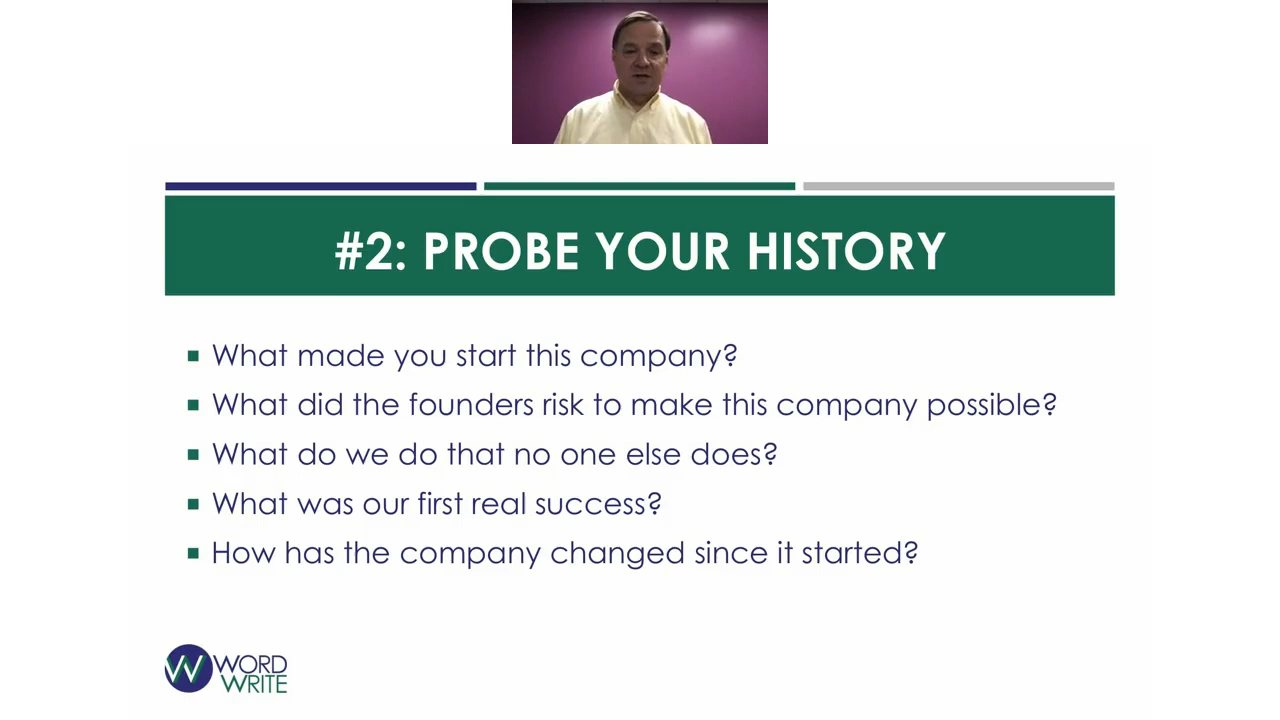 #2: PROBE YOUR HISTORY
What made you start this company?
What did the founders risk to make this company possible?
What do we do that no one else does?
What was our first real success?
How has the company changed since it started?
W WORD
WRITE